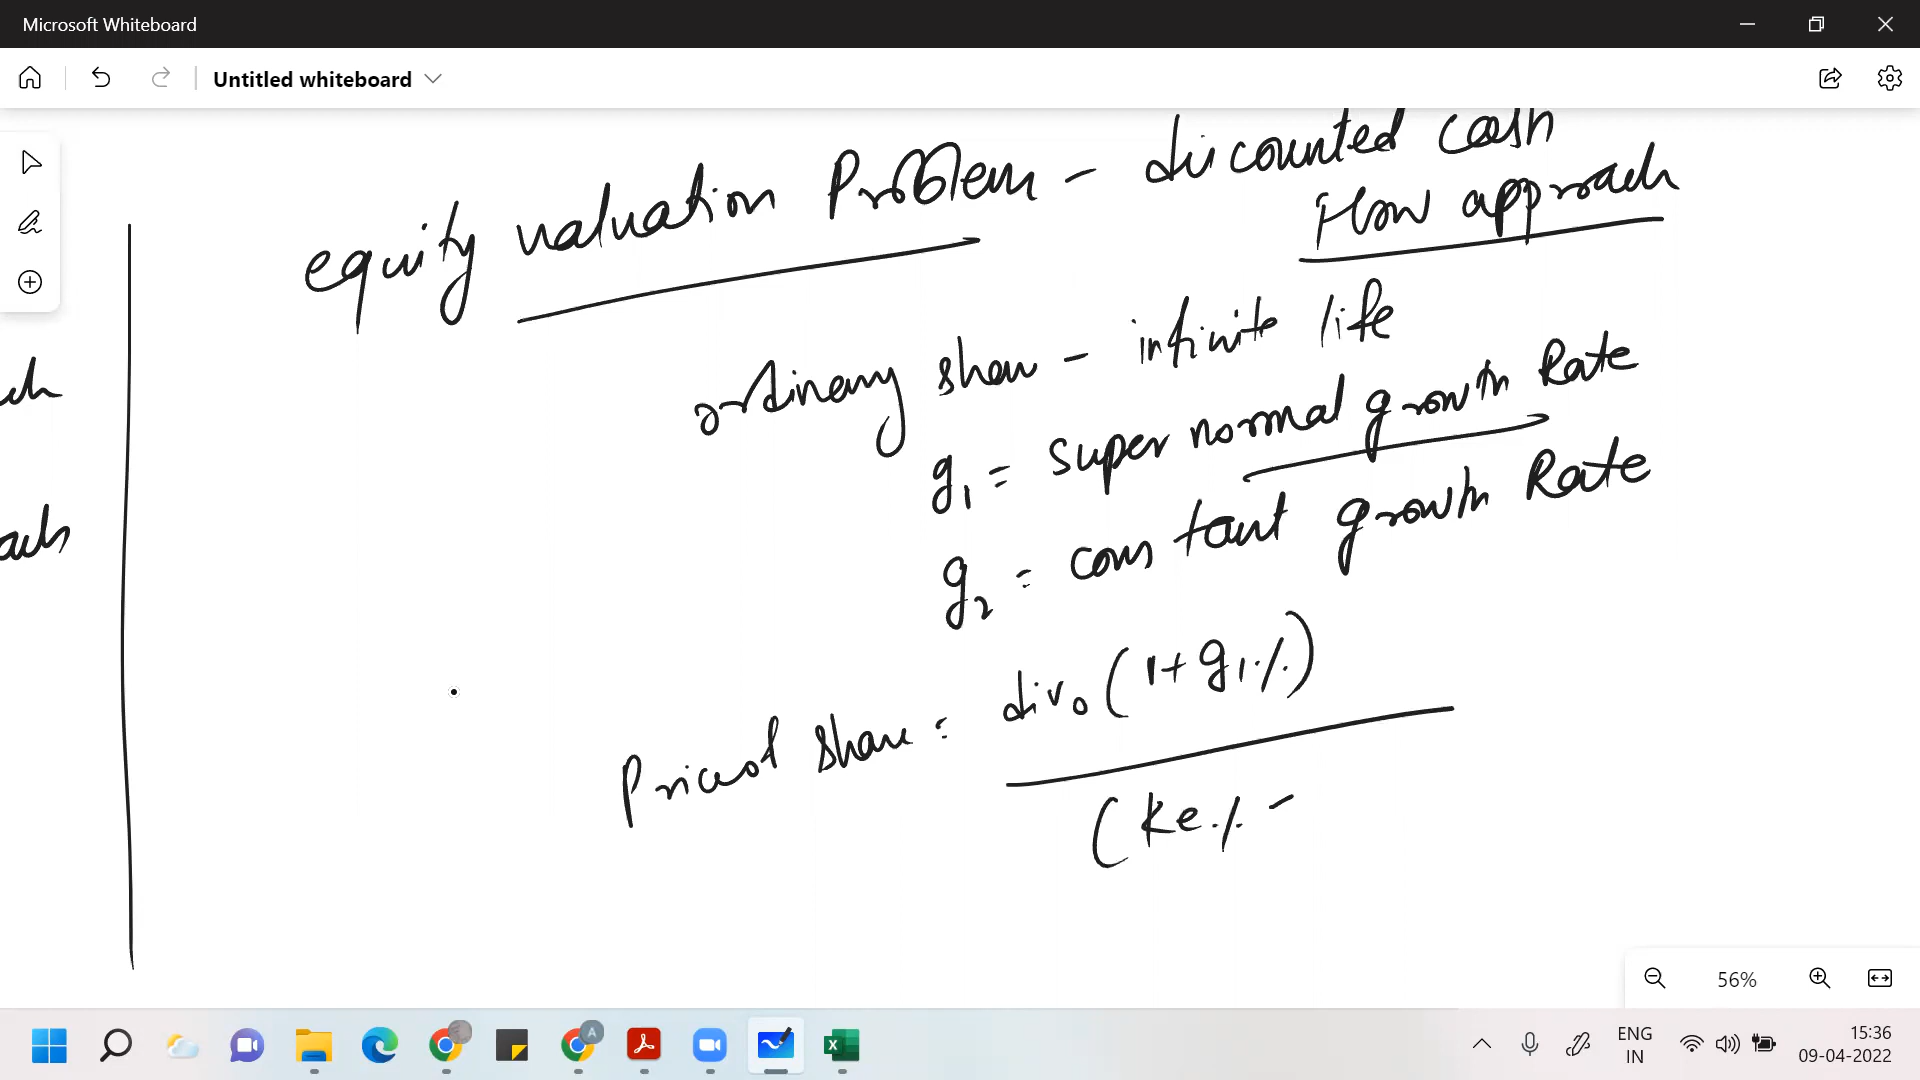 Microsoft Whiteboard
Untitled whiteboard
equity valuation Problem - discounted cash
Flow approach
ordinary share - infinite life
g1 = super normal growth Rate
g2 = constant growth Rate
Price of share = div0 (1+g1%)
(ke% -
56%
ENG
IN
15:36
09-04-2022